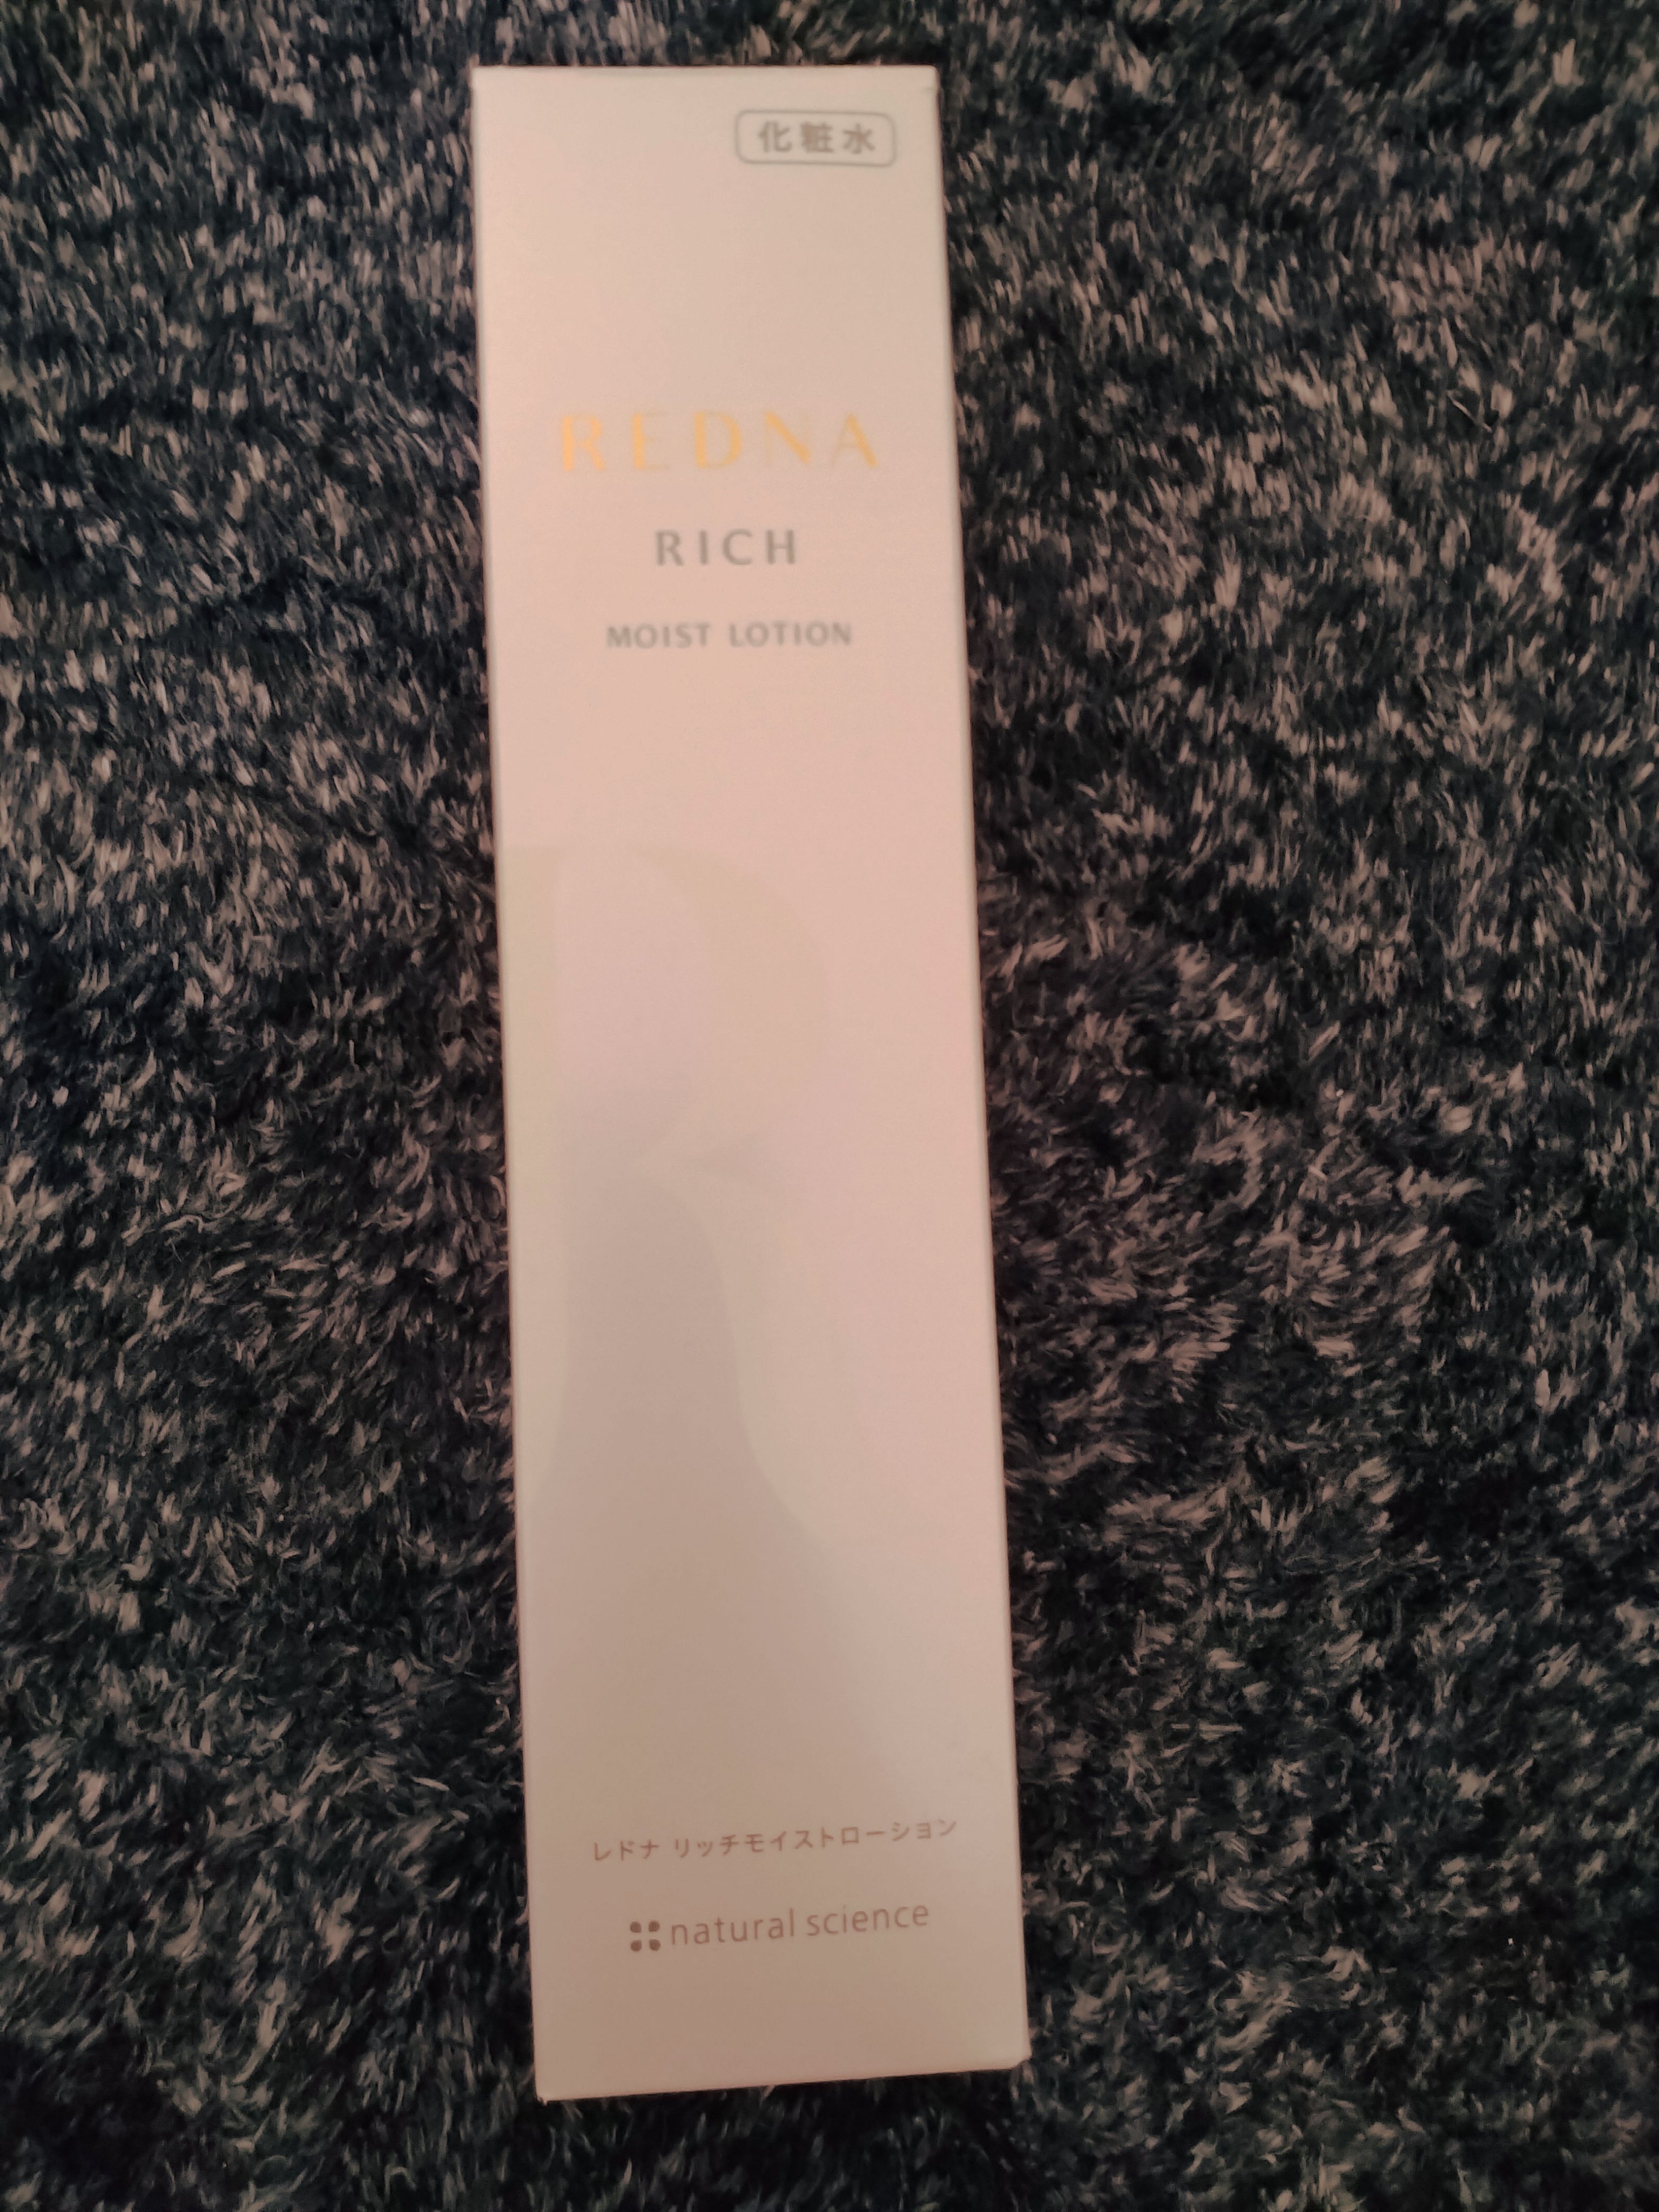 化粧水
REDNA
RICH
MOIST LOTION
レドナ リッチモイストローション
natural science